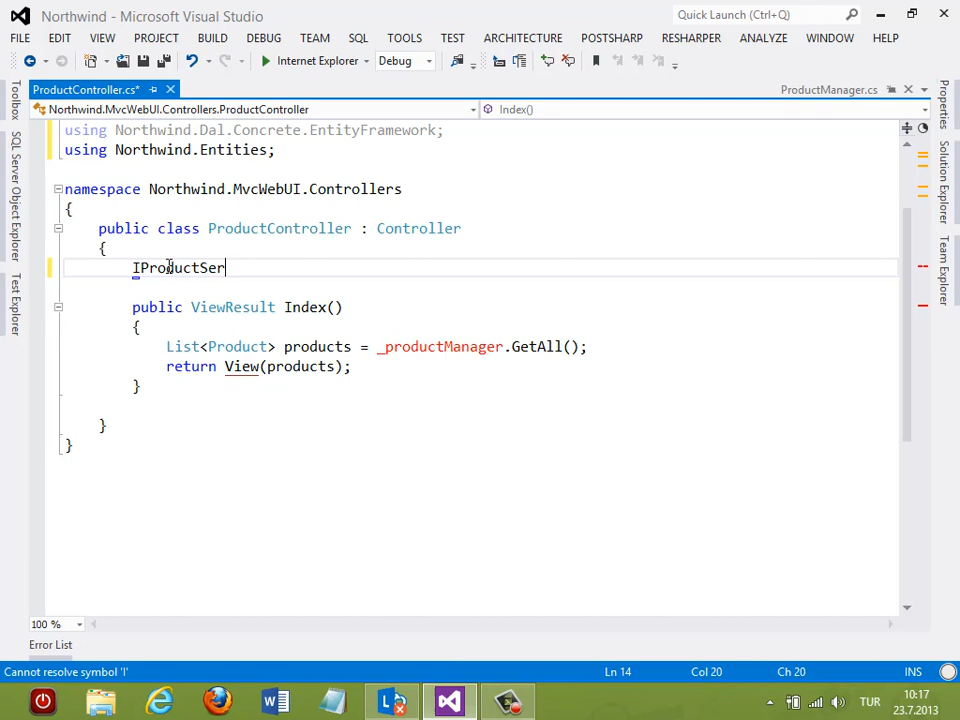 Northwind - Microsoft Visual Studio
Quick Launch (Ctrl+Q)
FILE EDIT VIEW PROJECT BUILD DEBUG TEAM SQL TOOLS TEST ARCHITECTURE POSTSHARP RESHARPER ANALYZE WINDOW HELP
Internet Explorer Debug
ProductController.cs*
ProductManager.cs
Northwind.MvcWebUI.Controllers.ProductController
Index()
using Northwind.Dal.Concrete.EntityFramework;
using Northwind.Entities;
namespace Northwind.MvcWebUI.Controllers
{
public class ProductController : Controller
{
IProductSer
public ViewResult Index()
{
List<Product> products = _productManager.GetAll();
return View(products);
}
}
}
Toolbox
SQL Server Object Explorer
Test Explorer
Properties
Solution Explorer
Team Explorer
100 %
Error List
Cannot resolve symbol 'I'
Ln 14 Col 20 Ch 20 INS
TUR
10:17
23.7.2013